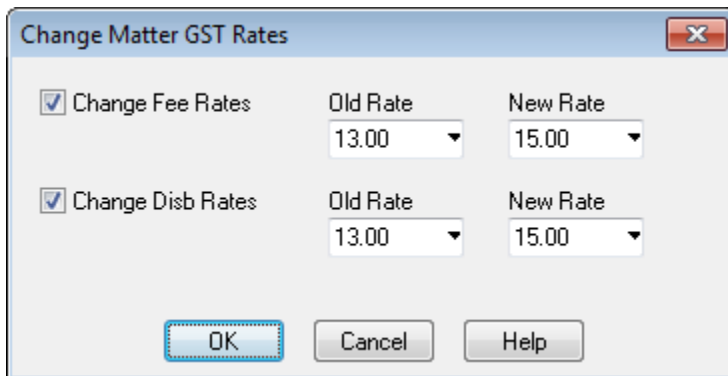 Change Matter GST Rates
Change Fee Rates Old Rate New Rate
13.00 15.00
Change Disb Rates Old Rate New Rate
13.00 15.00
OK Cancel Help